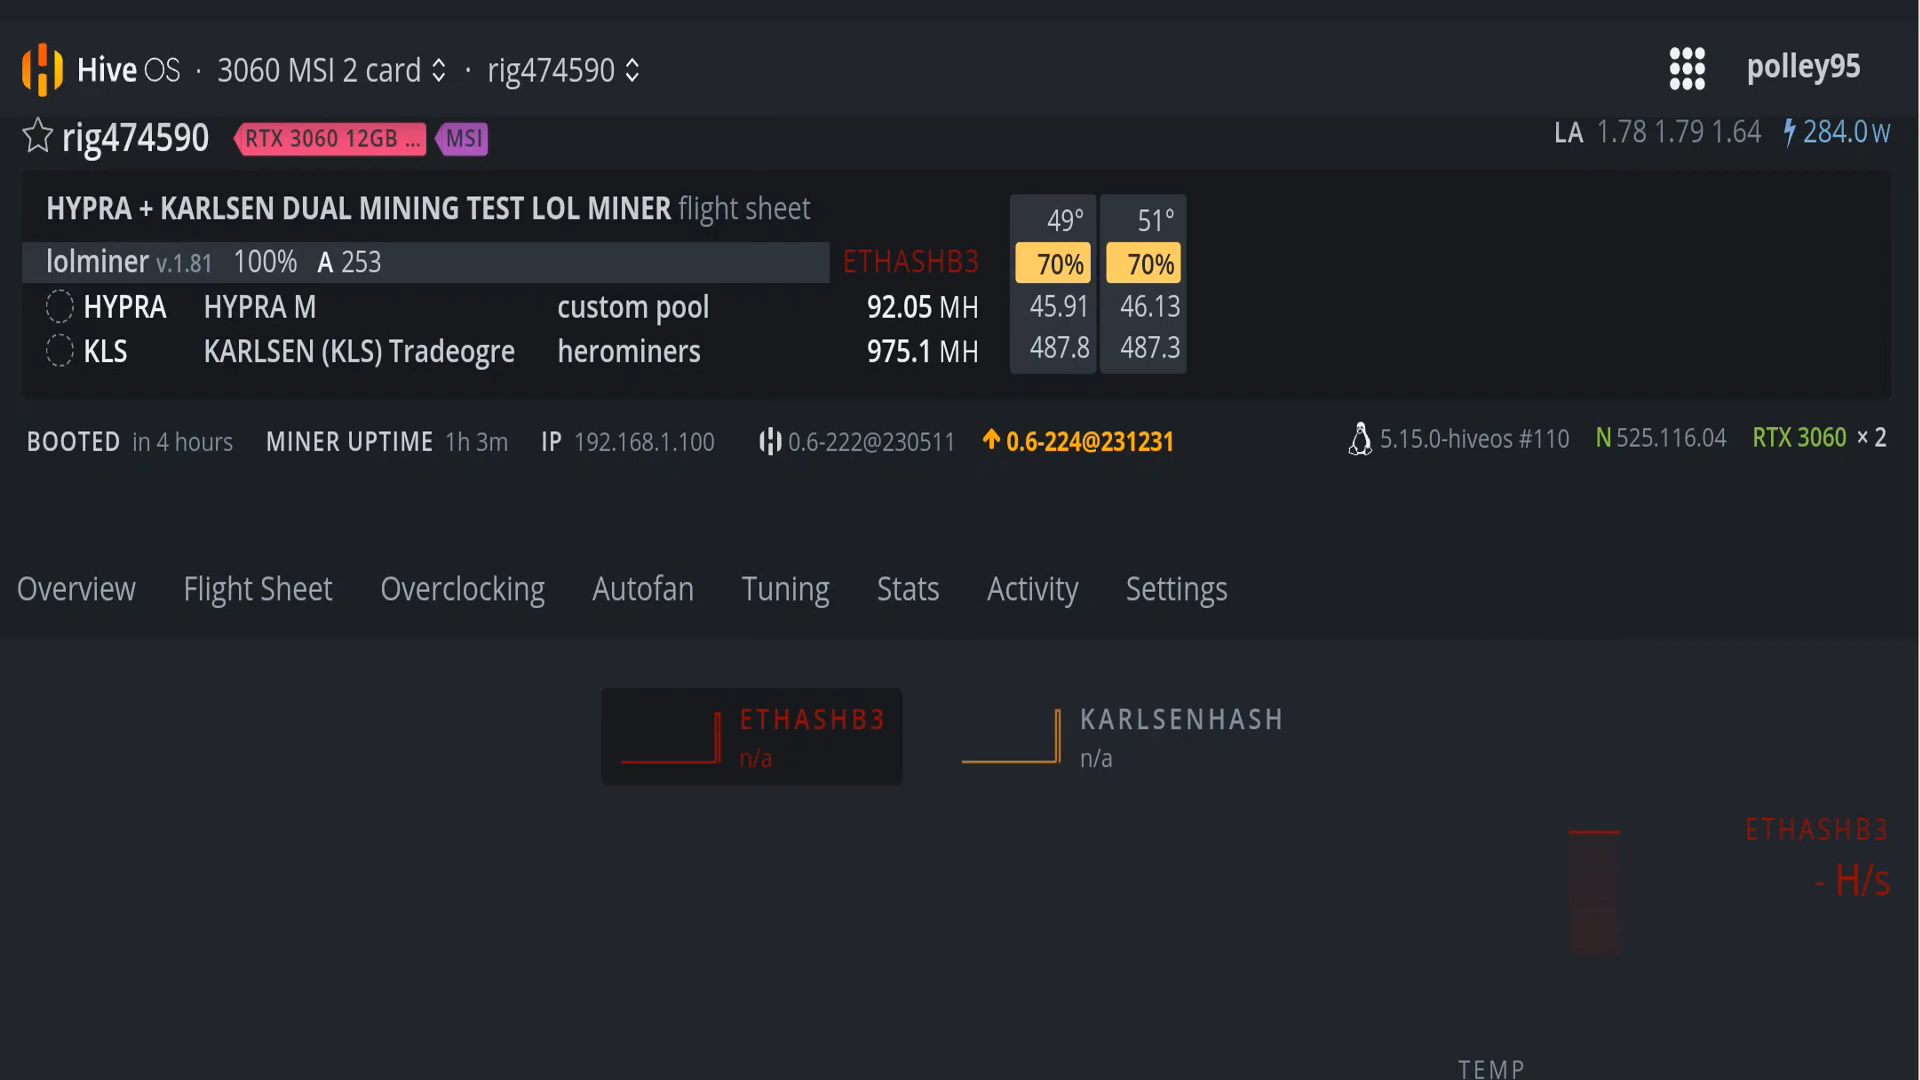 Hive OS · 3060 MSI 2 card · rig474590 polley95
rig474590 RTX 3060 12GB ... MSI LA 1.78 1.79 1.64 284.0 W
HYPRA + KARLSEN DUAL MINING TEST LOL MINER flight sheet 49° 51°
lolminer v.1.81 100% A 253 ETHASHB3 70% 70%
HYPRA HYPRA M custom pool 92.05 MH 45.91 46.13
KLS KARLSEN (KLS) Tradeogre herominers 975.1 MH 487.8 487.3
BOOTED in 4 hours MINER UPTIME 1h 3m IP 192.168.1.100 0.6-222@230511 0.6-224@231231 5.15.0-hiveos #110 N 525.116.04 RTX 3060 × 2
Overview Flight Sheet Overclocking Autofan Tuning Stats Activity Settings
ETHASHB3 KARLSENHASH
n/a n/a
ETHASHB3
- H/s
TEMP